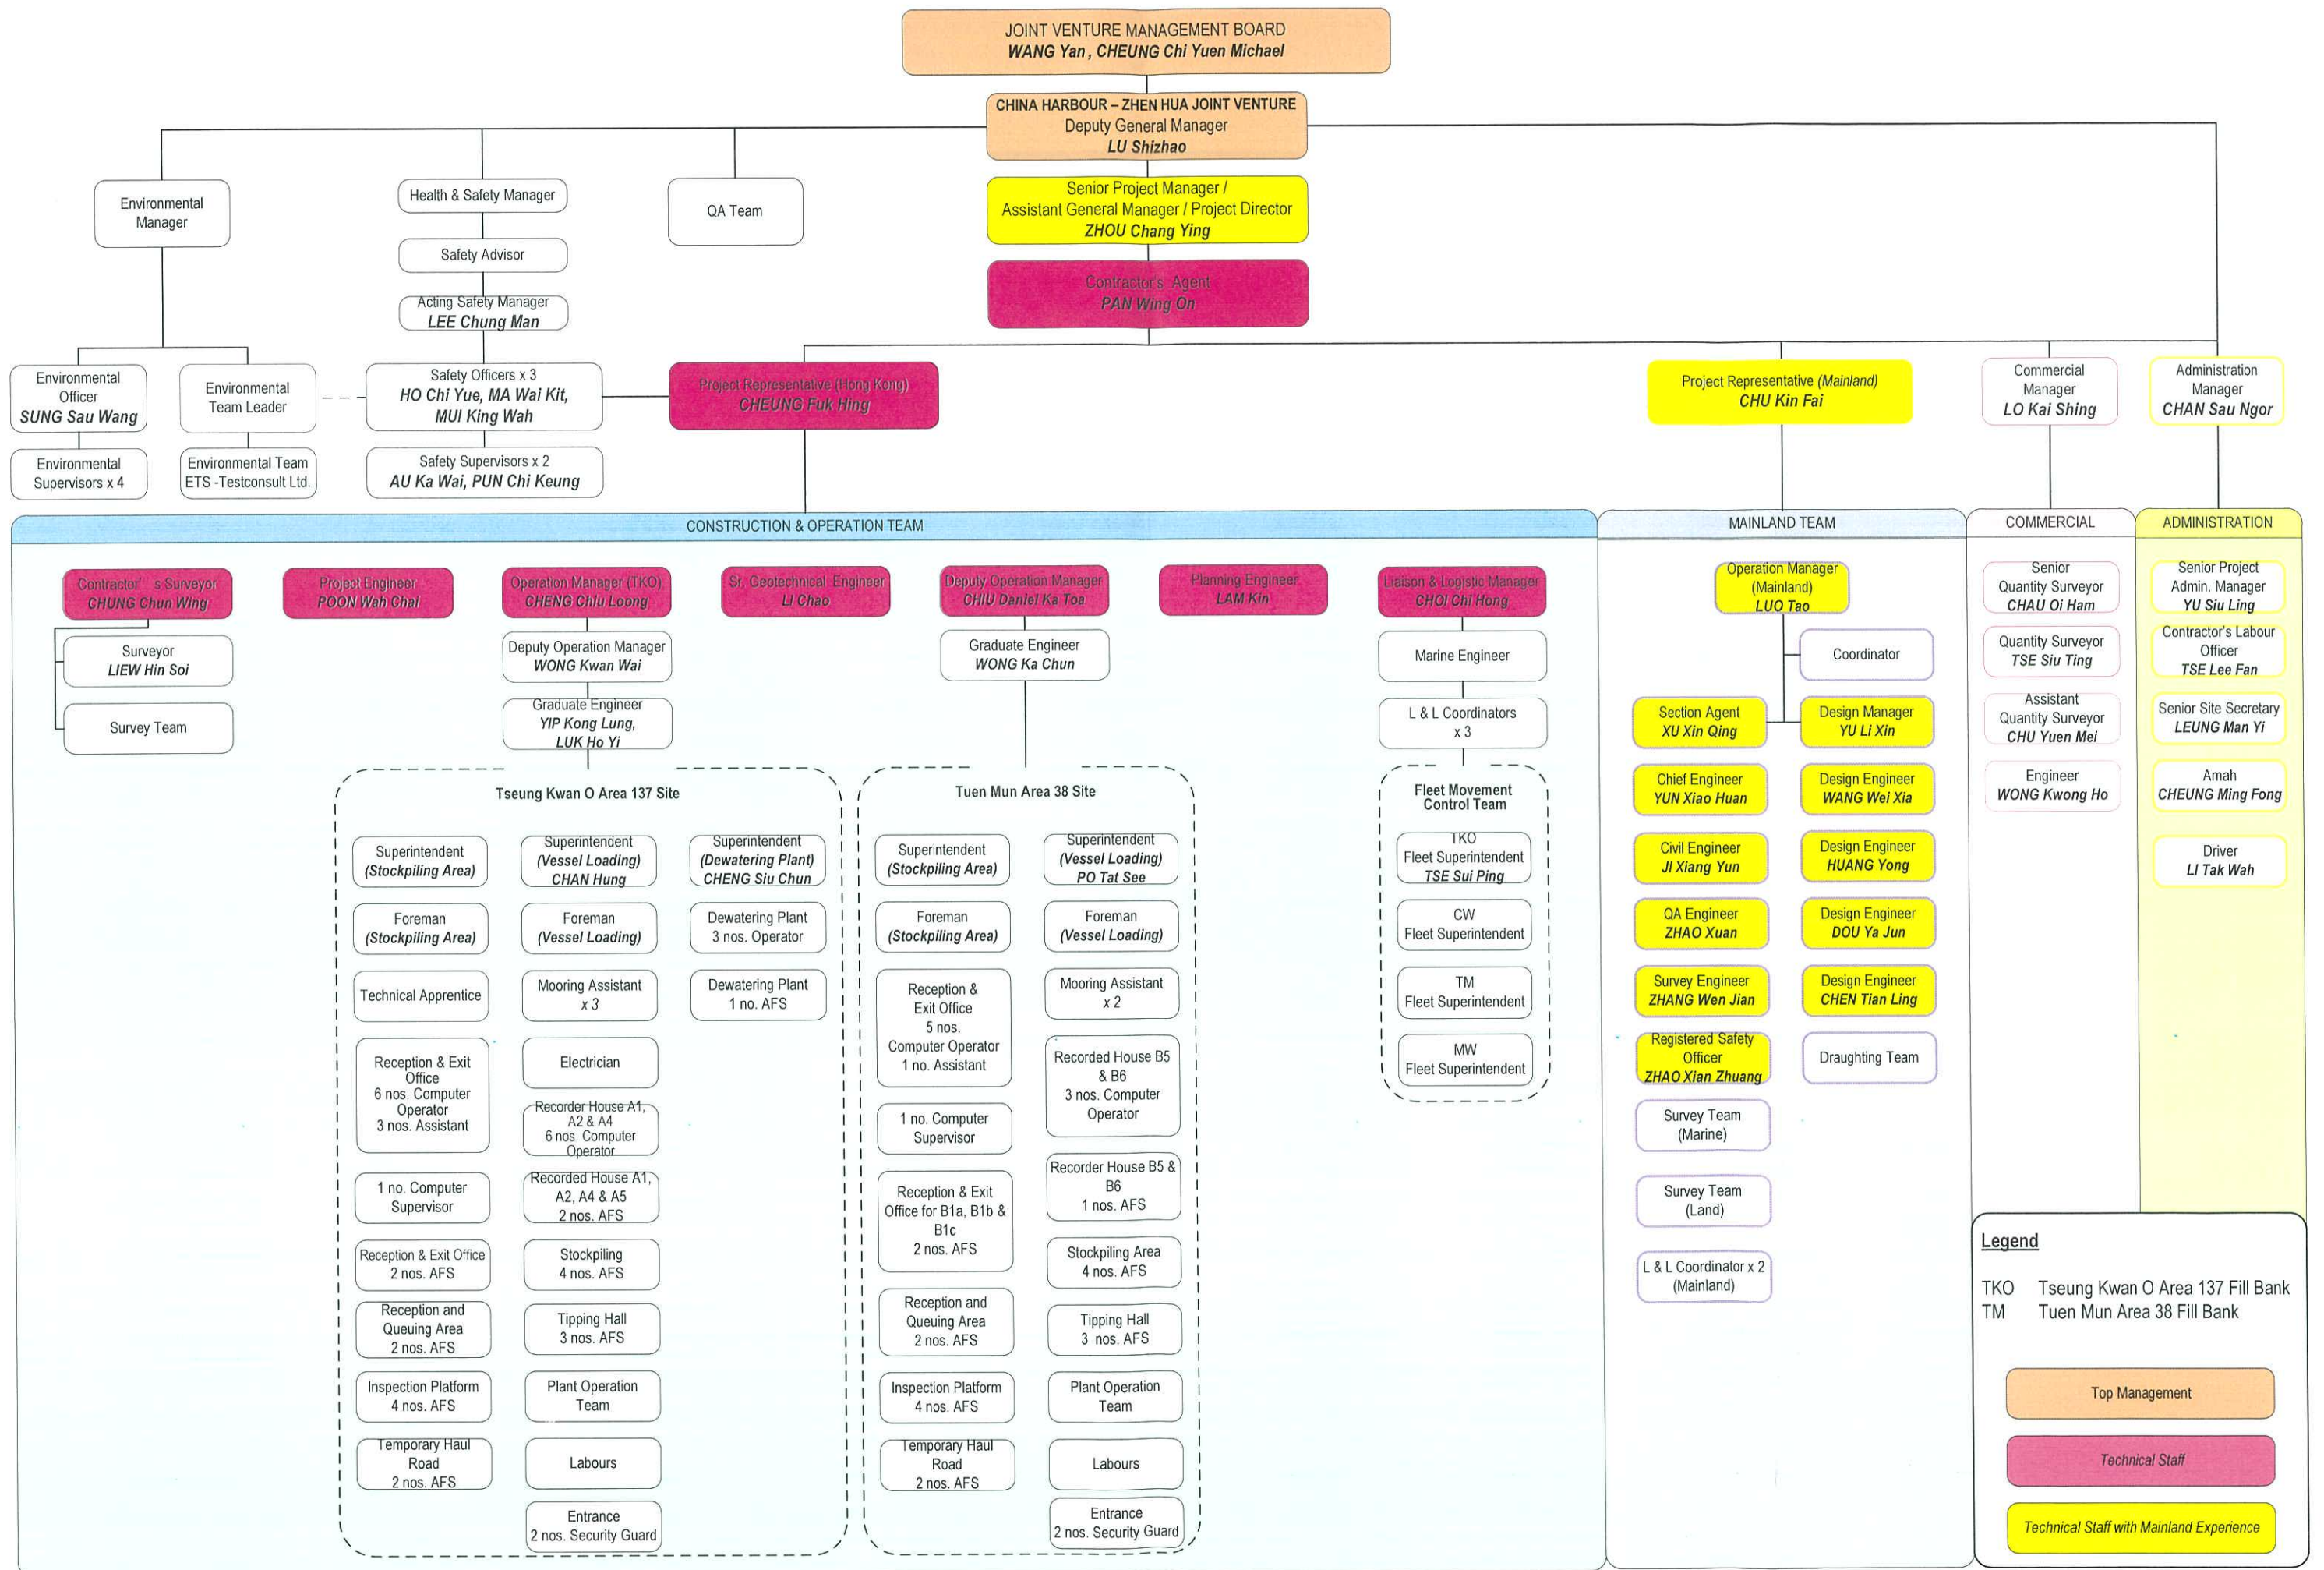 JOINT VENTURE MANAGEMENT BOARD
WANG Yan , CHEUNG Chi Yuen Michael
CHINA HARBOUR – ZHEN HUA JOINT VENTURE
Deputy General Manager
LU Shizhao
Environmental
Manager
Health & Safety Manager
Safety Advisor
Acting Safety Manager
LEE Chung Man
QA Team
Senior Project Manager /
Assistant General Manager / Project Director
ZHOU Chang Ying
Contractor's Agent
PAN Wing On
Environmental
Officer
SUNG Sau Wang
Environmental
Team Leader
Safety Officers x 3
HO Chi Yue, MA Wai Kit,
MUI King Wah
Project Representative (Hong Kong)
CHEUNG Fuk Hing
Project Representative (Mainland)
CHU Kin Fai
Commercial
Manager
LO Kai Shing
Administration
Manager
CHAN Sau Ngor
Environmental
Supervisors x 4
Environmental Team
ETS -Testconsult Ltd.
Safety Supervisors x 2
AU Ka Wai, PUN Chi Keung
CONSTRUCTION & OPERATION TEAM
Contractor' s Surveyor
CHUNG Chun Wing
Surveyor
LIEW Hin Soi
Survey Team
Project Engineer
POON Wah Chai
Operation Manager (TKO)
CHENG Chiu Loong
Deputy Operation Manager
WONG Kwan Wai
Graduate Engineer
YIP Kong Lung,
LUK Ho Yi
Sr. Geotechnical Engineer
LI Chao
Deputy Operation Manager
CHIU Daniel Ka Toa
Graduate Engineer
WONG Ka Chun
Planning Engineer
LAM Kin
Liaison & Logistic Manager
CHOI Chi Hong
Marine Engineer
L & L Coordinators
x 3
Tseung Kwan O Area 137 Site
Superintendent
(Stockpiling Area)
Foreman
(Stockpiling Area)
Technical Apprentice
Reception & Exit
Office
6 nos. Computer
Operator
3 nos. Assistant
1 no. Computer
Supervisor
Reception & Exit Office
2 nos. AFS
Reception and
Queuing Area
2 nos. AFS
Inspection Platform
4 nos. AFS
Temporary Haul
Road
2 nos. AFS
Superintendent
(Vessel Loading)
CHAN Hung
Foreman
(Vessel Loading)
Mooring Assistant
x 3
Electrician
Recorder House A1,
A2 & A4
6 nos. Computer
Operator
Recorded House A1,
A2, A4 & A5
2 nos. AFS
Stockpiling
4 nos. AFS
Tipping Hall
3 nos. AFS
Plant Operation
Team
Labours
Entrance
2 nos. Security Guard
Superintendent
(Dewatering Plant)
CHENG Siu Chun
Dewatering Plant
3 nos. Operator
Dewatering Plant
1 no. AFS
Tuen Mun Area 38 Site
Superintendent
(Stockpiling Area)
Foreman
(Stockpiling Area)
Reception &
Exit Office
5 nos.
Computer Operator
1 no. Assistant
1 no. Computer
Supervisor
Reception & Exit
Office for B1a, B1b &
B1c
2 nos. AFS
Reception and
Queuing Area
2 nos. AFS
Inspection Platform
4 nos. AFS
Temporary Haul
Road
2 nos. AFS
Superintendent
(Vessel Loading)
PO Tat See
Foreman
(Vessel Loading)
Mooring Assistant
x 2
Recorded House B5
& B6
3 nos. Computer
Operator
Recorder House B5 &
B6
1 nos. AFS
Stockpiling Area
4 nos. AFS
Tipping Hall
3 nos. AFS
Plant Operation
Team
Labours
Entrance
2 nos. Security Guard
Fleet Movement
Control Team
TKO
Fleet Superintendent
TSE Sui Ping
CW
Fleet Superintendent
TM
Fleet Superintendent
MW
Fleet Superintendent
MAINLAND TEAM
Operation Manager
(Mainland)
LUO Tao
Coordinator
Section Agent
XU Xin Qing
Chief Engineer
YUN Xiao Huan
Civil Engineer
JI Xiang Yun
QA Engineer
ZHAO Xuan
Survey Engineer
ZHANG Wen Jian
Registered Safety
Officer
ZHAO Xian Zhuang
Survey Team
(Marine)
Survey Team
(Land)
L & L Coordinator x 2
(Mainland)
Design Manager
YU Li Xin
Design Engineer
WANG Wei Xia
Design Engineer
HUANG Yong
Design Engineer
DOU Ya Jun
Design Engineer
CHEN Tian Ling
Draughting Team
COMMERCIAL
Senior
Quantity Surveyor
CHAU Oi Ham
Quantity Surveyor
TSE Siu Ting
Assistant
Quantity Surveyor
CHU Yuen Mei
Engineer
WONG Kwong Ho
ADMINISTRATION
Senior Project
Admin. Manager
YU Siu Ling
Contractor's Labour
Officer
TSE Lee Fan
Senior Site Secretary
LEUNG Man Yi
Amah
CHEUNG Ming Fong
Driver
LI Tak Wah
Legend
TKO Tseung Kwan O Area 137 Fill Bank
TM Tuen Mun Area 38 Fill Bank
Top Management
Technical Staff
Technical Staff with Mainland Experience